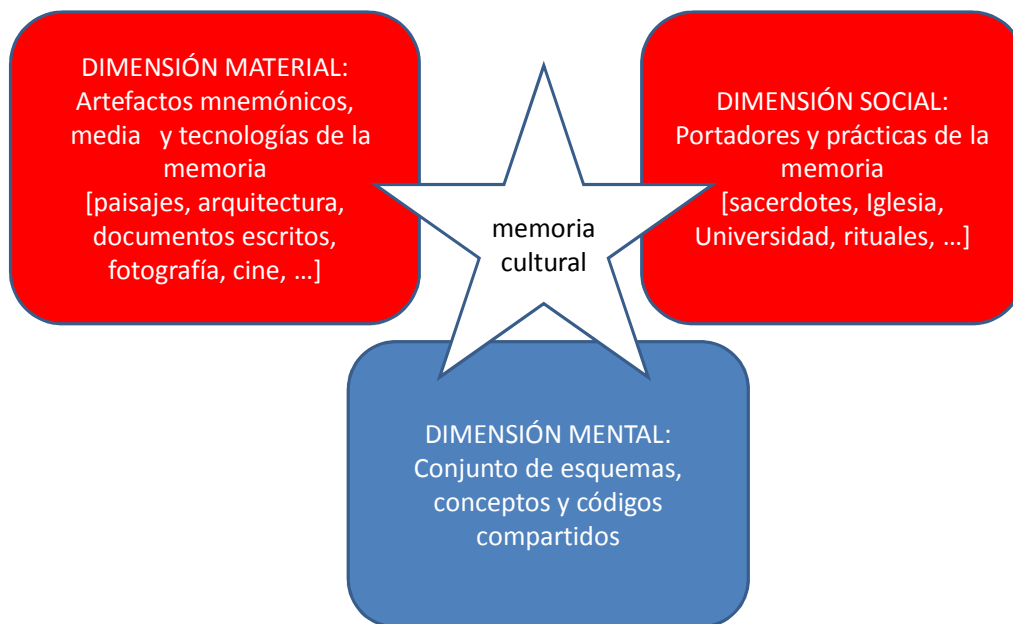 DIMENSIÓN MATERIAL:
Artefactos mnemónicos,
media y tecnologías de la
memoria
[paisajes, arquitectura,
documentos escritos,
fotografía, cine, …]
DIMENSIÓN SOCIAL:
Portadores y prácticas de la
memoria
[sacerdotes, Iglesia,
Universidad, rituales, …]
memoria
cultural
DIMENSIÓN MENTAL:
Conjunto de esquemas,
conceptos y códigos
compartidos